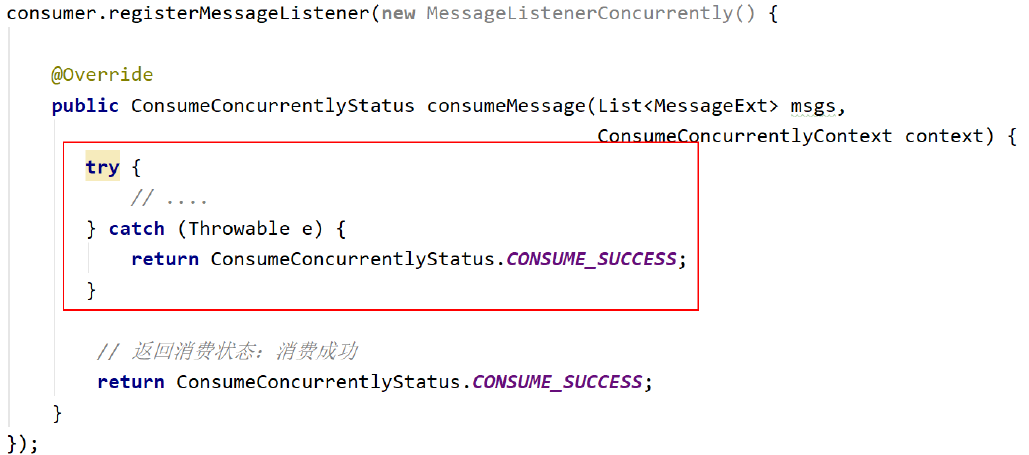 consumer.registerMessageListener(new MessageListenerConcurrently() {
@Override
public ConsumeConcurrentlyStatus consumeMessage(List<MessageExt> msgs,
ConsumeConcurrentlyContext context) {
try {
// ....
} catch (Throwable e) {
return ConsumeConcurrentlyStatus.CONSUME_SUCCESS;
}
// 返回消费状态：消费成功
return ConsumeConcurrentlyStatus.CONSUME_SUCCESS;
}
});